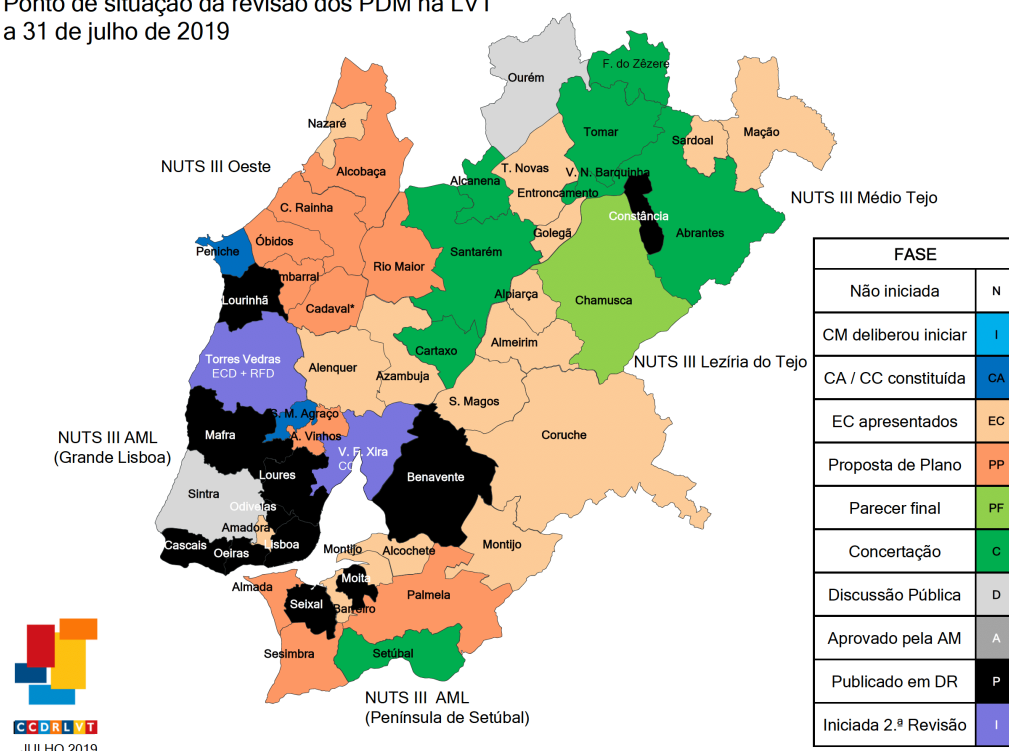 Ponto de situação da revisão dos PDM na LVT
a 31 de julho de 2019
Ourém
F. do Zêzere
Nazaré
Tomar
Sardoal
Mação
NUTS III Oeste
Alcobaça
T. Novas
V. N. Barquinha
Alcanena
Entroncamento
NUTS III Médio Tejo
C. Rainha
Constância
Golegã
Abrantes
Óbidos
Peniche
Santarém
Rio Maior
mbarral
Lourinhã
Cadaval*
Alpiarça
Chamusca
Almeirim
Cartaxo
NUTS III Lezíria do Tejo
Torres Vedras
ECD + RFD
Alenquer
Azambuja
S. Magos
S. M. Agraço
A. Vinhos
Mafra
Coruche
NUTS III AML
(Grande Lisboa)
V. F. Xira
CC
Loures
Benavente
Sintra
Odivelas
Amadora
Lisboa
Cascais
Oeiras
Montijo
Alcochete
Montijo
Almada
Moita
Seixal
Barreiro
Palmela
Sesimbra
Setúbal
NUTS III AML
(Península de Setúbal)
FASE
Não iniciada N
CM deliberou iniciar I
CA / CC constituída CA
EC apresentados EC
Proposta de Plano PP
Parecer final PF
Concertação C
Discussão Pública D
Aprovado pela AM A
Publicado em DR P
Iniciada 2.ª Revisão I
CCDRLVT
JULHO 2019